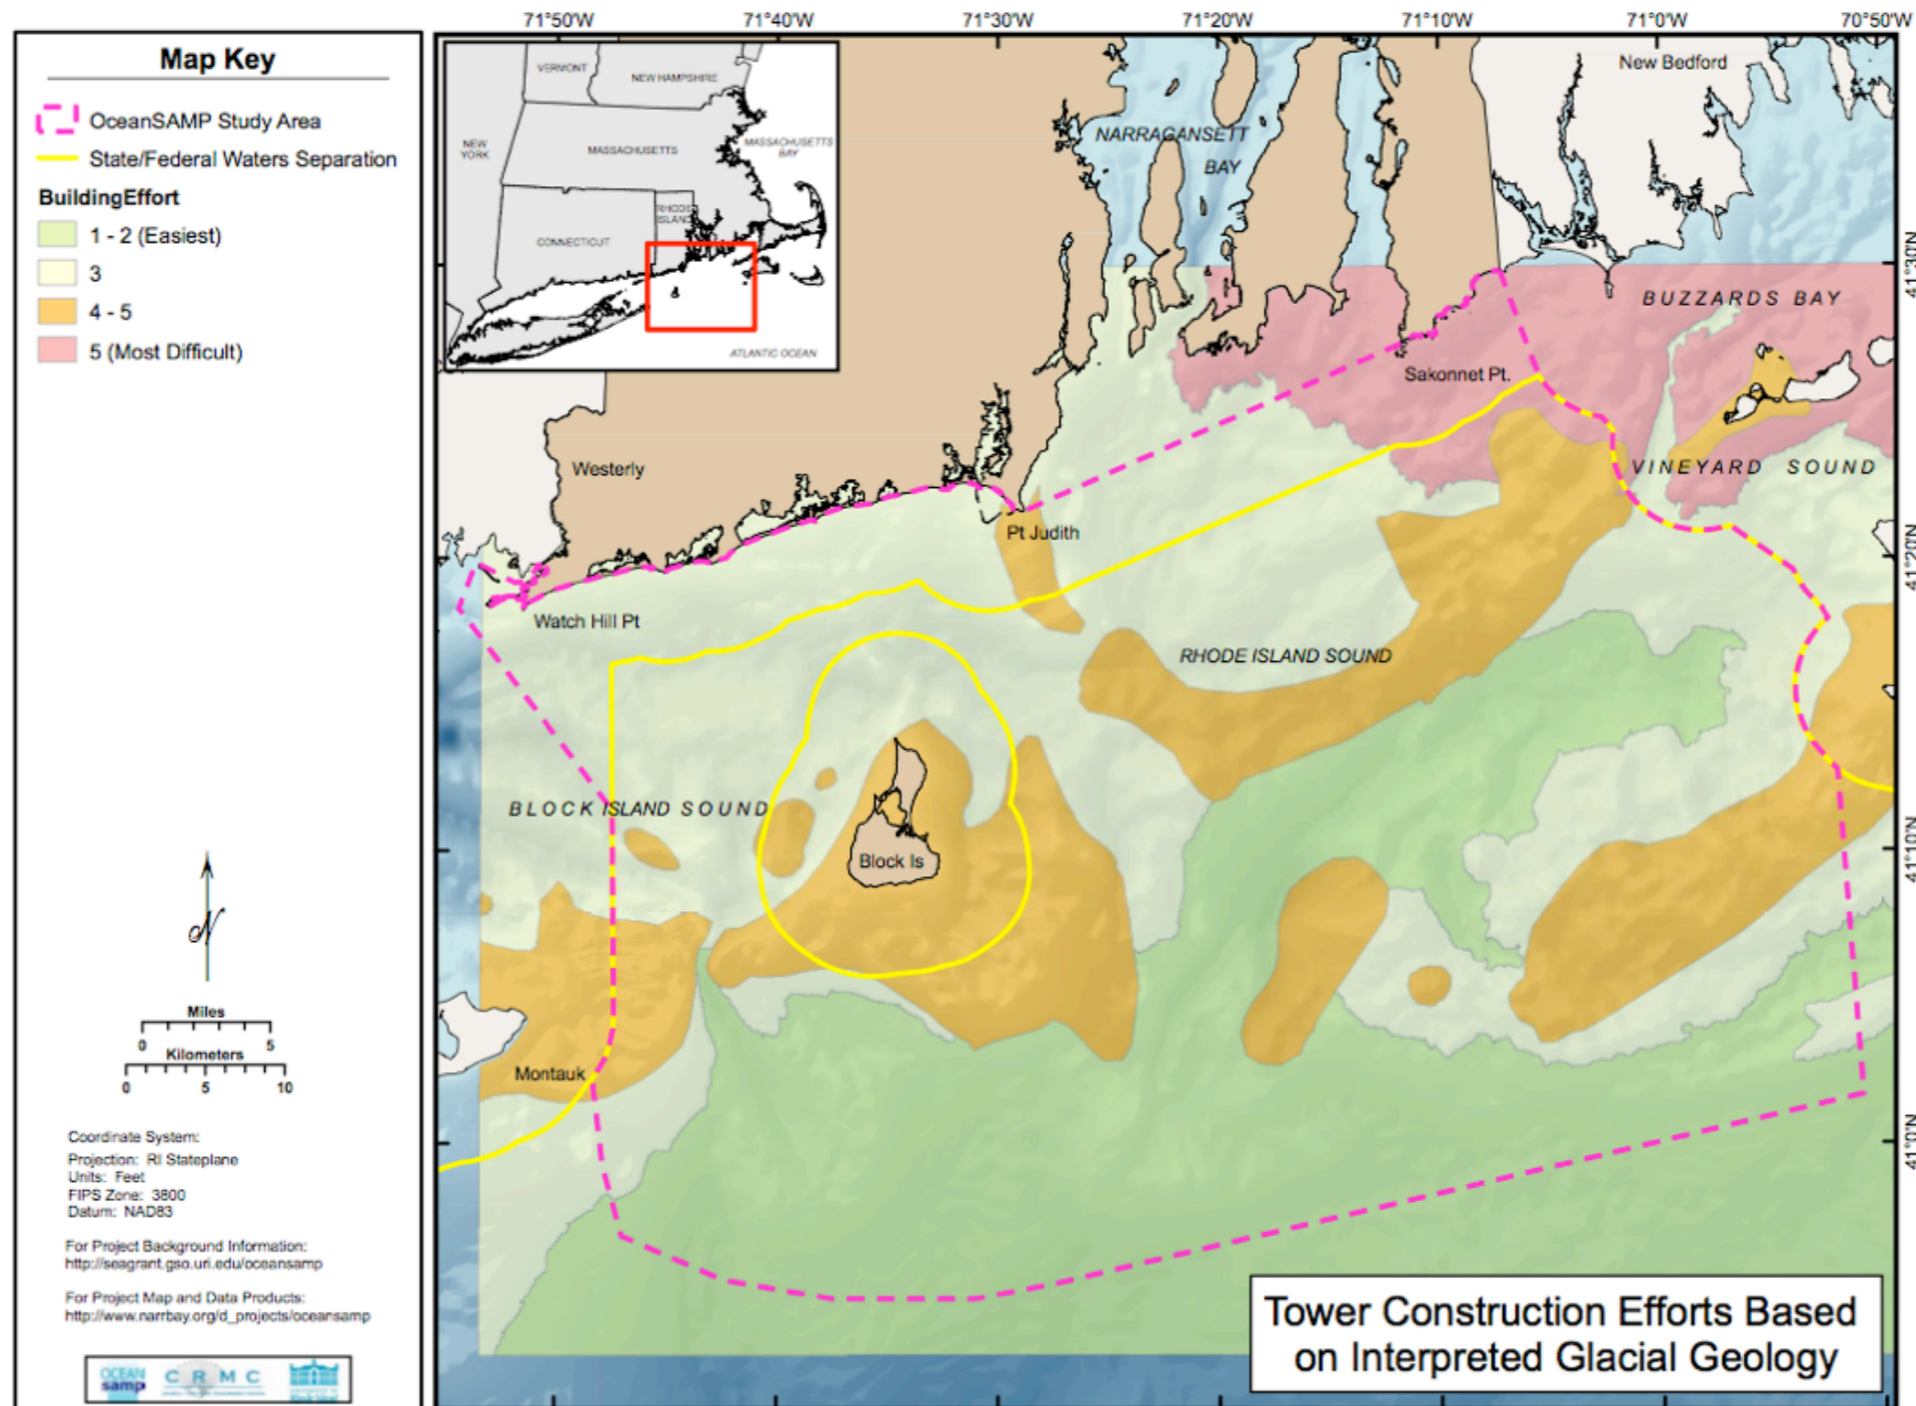 71°50'W
71°40'W
71°30'W
71°20'W
71°10'W
71°0'W
70°50'W
Map Key
OceanSAMP Study Area
State/Federal Waters Separation
BuildingEffort
1 - 2 (Easiest)
3
4 - 5
5 (Most Difficult)
VERMONT
NEW HAMPSHIRE
NEW
YORK
MASSACHUSETTS
MASSACHUSETTS
BAY
RHODE
ISLAND
CONNECTICUT
ATLANTIC OCEAN
New Bedford
NARRAGANSETT
BAY
41°30'N
BUZZARDS BAY
Sakonnet Pt.
VINEYARD SOUND
Westerly
Pt Judith
41°20'N
Watch Hill Pt
RHODE ISLAND SOUND
BLOCK ISLAND SOUND
Block Is
41°10'N
N
Miles
0 5
Kilometers
0 5 10
Montauk
41°0'N
Coordinate System:
Projection: RI Stateplane
Units: Feet
FIPS Zone: 3800
Datum: NAD83
For Project Background Information:
http://seagrant.gso.uri.edu/oceansamp
For Project Map and Data Products:
http://www.narrbay.org/d_projects/oceansamp
OCEAN
samp
C R M C
Tower Construction Efforts Based
on Interpreted Glacial Geology